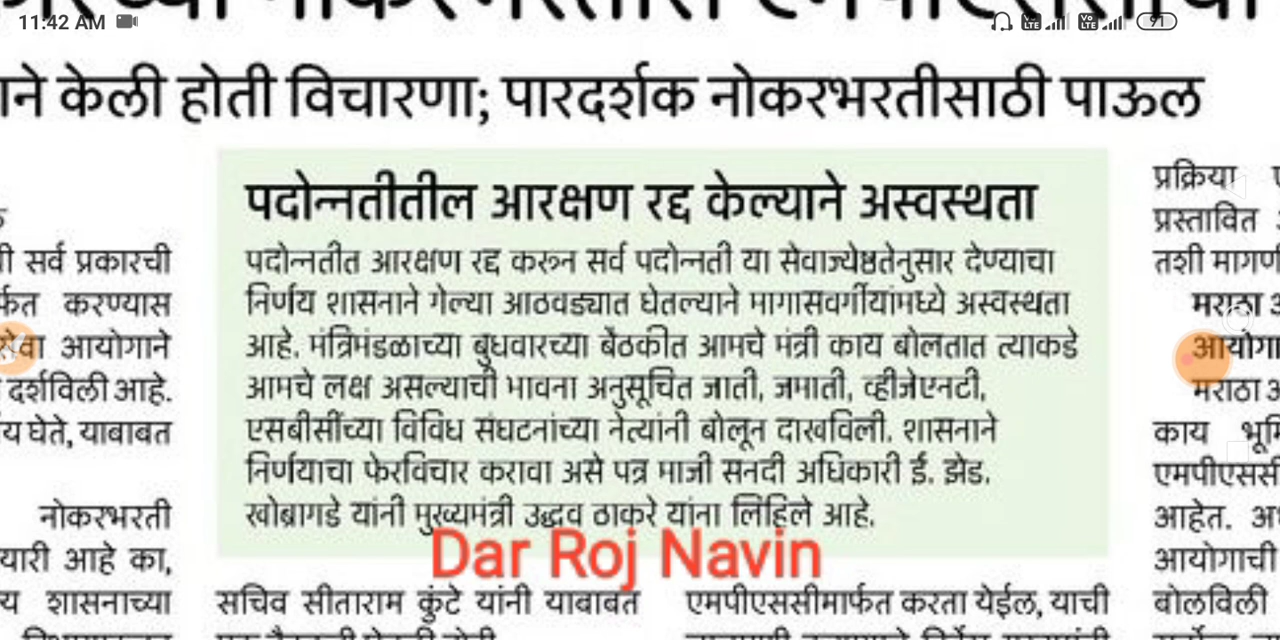 11:42 AM
91
ाने केली होती विचारणा; पारदर्शक नोकरभरतीसाठी पाऊल
पदोन्नतीतील आरक्षण रद्द केल्याने अस्वस्थता
पदोन्नतीत आरक्षण रद्द करून सर्व पदोन्नती या सेवाज्येष्ठतेनुसार देण्याचा
निर्णय शासनाने गेल्या आठवड्यात घेतल्याने मागासवर्गीयांमध्ये अस्वस्थता
आहे. मंत्रिमंडळाच्या बुधवारच्या बैठकीत आमचे मंत्री काय बोलतात त्याकडे
आमचे लक्ष असल्याची भावना अनुसूचित जाती, जमाती, व्हीजेएनटी,
एसबीसींच्या विविध संघटनांच्या नेत्यांनी बोलून दाखविली. शासनाने
निर्णयाचा फेरविचार करावा असे पत्र माजी सनदी अधिकारी ई. झेड.
खोब्रागडे यांनी मुख्यमंत्री उद्धव ठाकरे यांना लिहिले आहे.
Dar Roj Navin
सर्व प्रकारची
करण्यास
सेवा आयोगाने
दर्शविली आहे.
घेते, याबाबत
नोकरभरती
आहे का,
शासनाच्या
सचिव सीताराम कुंटे यांनी याबाबत
एमपीएससीमार्फत करता येईल, याची
प्रक्रिया
प्रस्तावित
तशी
मराठा
मराठा
काय
एमपीएससी
आहेत.
आयोगाची
बोलविली